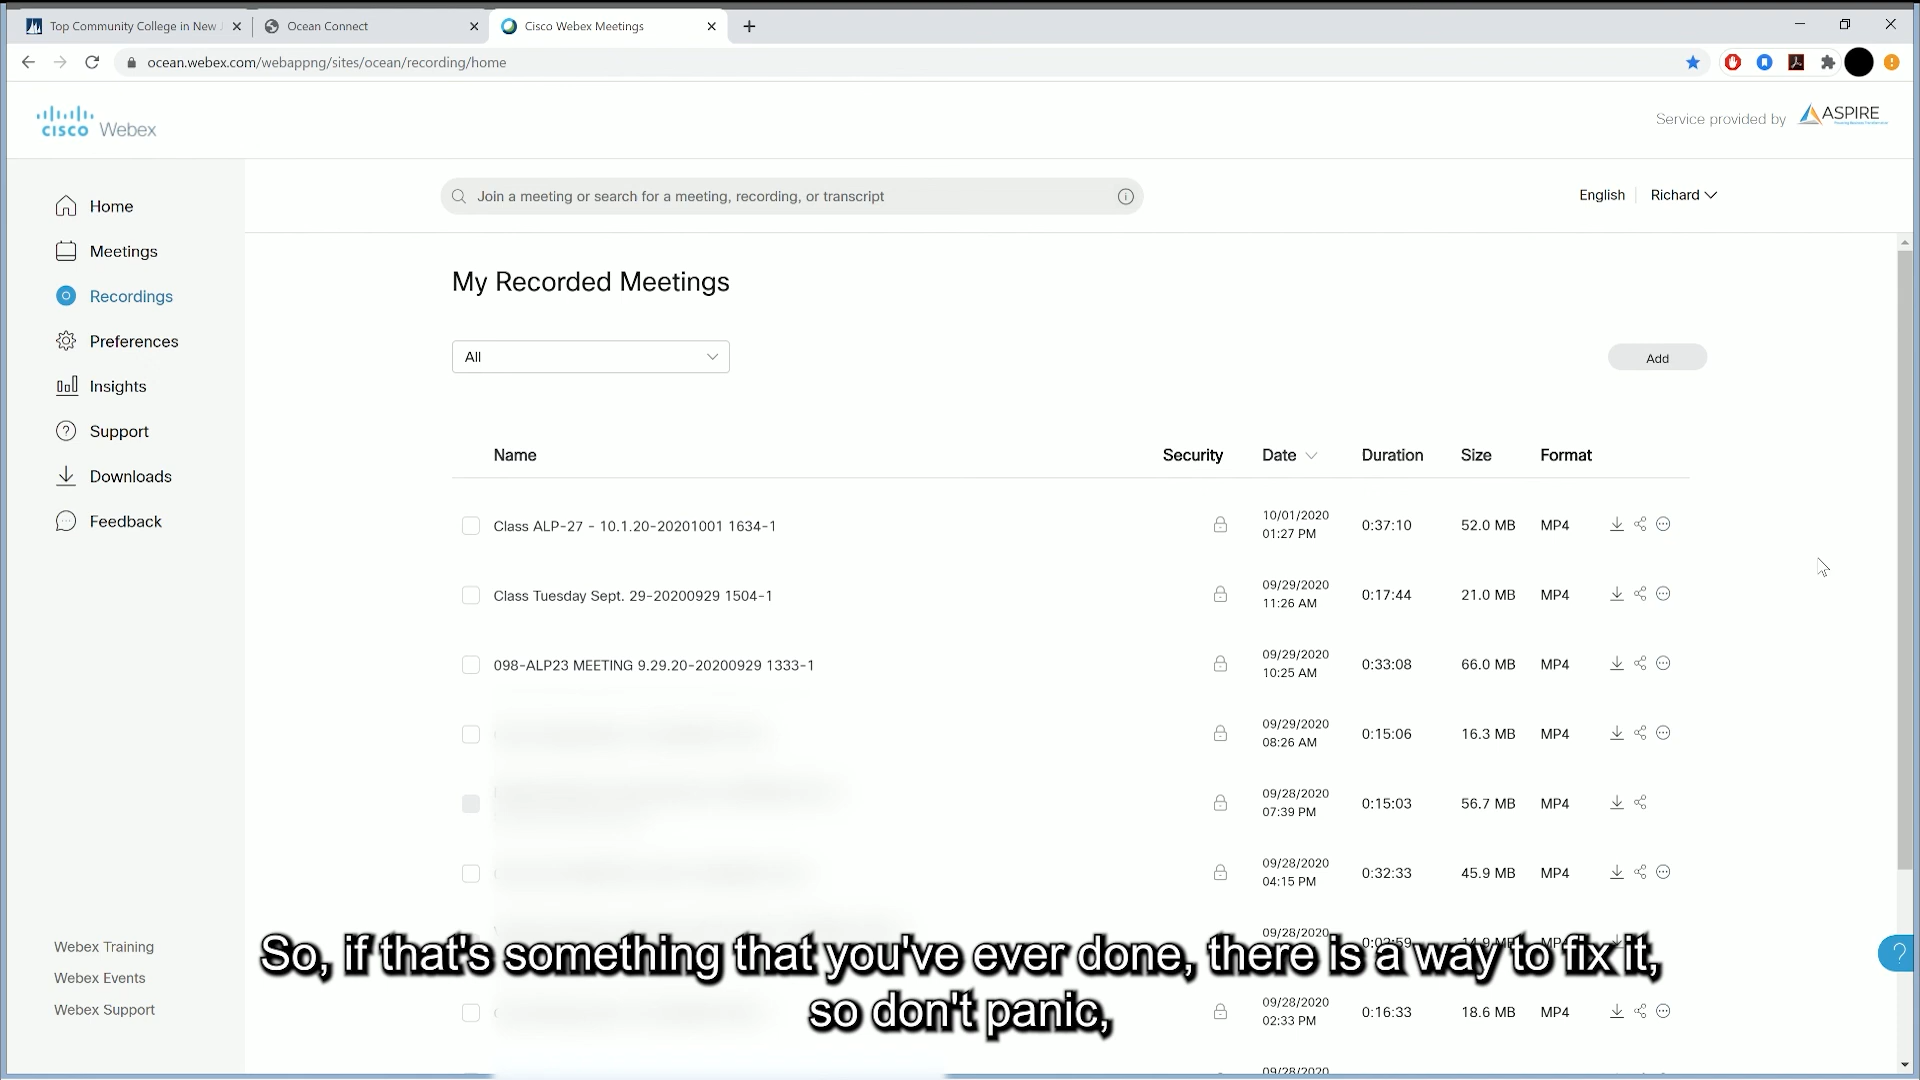 Top Community College in New J
Ocean Connect
Cisco Webex Meetings
ocean.webex.com/webappng/sites/ocean/recording/home
cisco Webex
Service provided by ASPIRE
Join a meeting or search for a meeting, recording, or transcript
English
Richard
Home
Meetings
Recordings
Preferences
Insights
Support
Downloads
Feedback
Webex Training
Webex Events
Webex Support
My Recorded Meetings
All
Add
Name Security Date Duration Size Format
Class ALP-27 - 10.1.20-20201001 1634-1 10/01/2020 0:37:10 52.0 MB MP4
01:27 PM
Class Tuesday Sept. 29-20200929 1504-1 09/29/2020 0:17:44 21.0 MB MP4
11:26 AM
098-ALP23 MEETING 9.29.20-20200929 1333-1 09/29/2020 0:33:08 66.0 MB MP4
10:25 AM
09/29/2020 0:15:06 16.3 MB MP4
08:26 AM
09/28/2020 0:15:03 56.7 MB MP4
07:39 PM
09/28/2020 0:32:33 45.9 MB MP4
04:15 PM
09/28/2020 0:02:59 14.9 MB MP4
09/28/2020 0:16:33 18.6 MB MP4
02:33 PM
09/28/2020
So, if that's something that you've ever done, there is a way to fix it,
so don't panic,